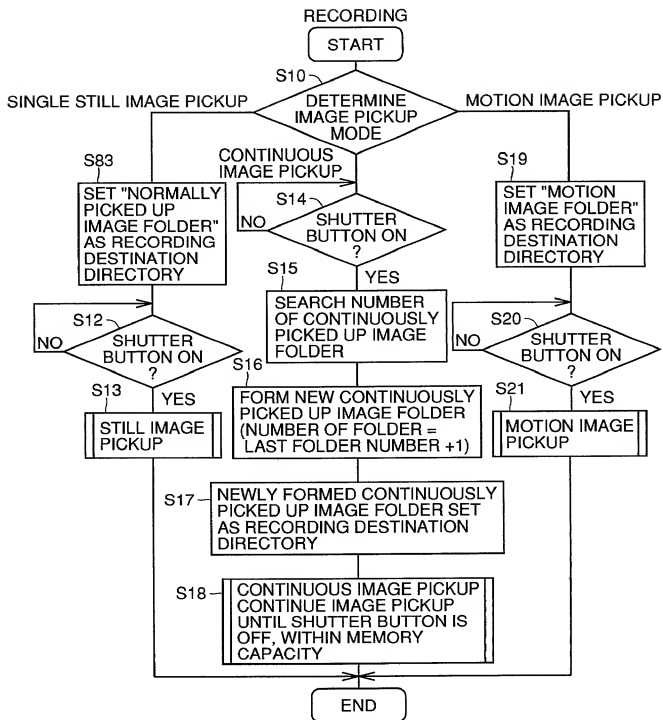 RECORDING
START
S10
DETERMINE
IMAGE PICKUP
MODE
SINGLE STILL IMAGE PICKUP
MOTION IMAGE PICKUP
CONTINUOUS
IMAGE PICKUP
S83
SET "NORMALLY
PICKED UP
IMAGE FOLDER"
AS RECORDING
DESTINATION
DIRECTORY
S12
NO
SHUTTER
BUTTON ON
?
YES
S13
STILL IMAGE
PICKUP
S14
NO
SHUTTER
BUTTON ON
?
YES
S15
SEARCH NUMBER
OF CONTINUOUSLY
PICKED UP IMAGE
FOLDER
S16
FORM NEW CONTINUOUSLY
PICKED UP IMAGE FOLDER
(NUMBER OF FOLDER =
LAST FOLDER NUMBER +1)
S17
NEWLY FORMED CONTINUOUSLY
PICKED UP IMAGE FOLDER SET
AS RECORDING DESTINATION
DIRECTORY
S18
CONTINUOUS IMAGE PICKUP
CONTINUE IMAGE PICKUP
UNTIL SHUTTER BUTTON IS
OFF, WITHIN MEMORY
CAPACITY
S19
SET "MOTION
IMAGE FOLDER"
AS RECORDING
DESTINATION
DIRECTORY
S20
NO
SHUTTER
BUTTON ON
?
YES
S21
MOTION IMAGE
PICKUP
END